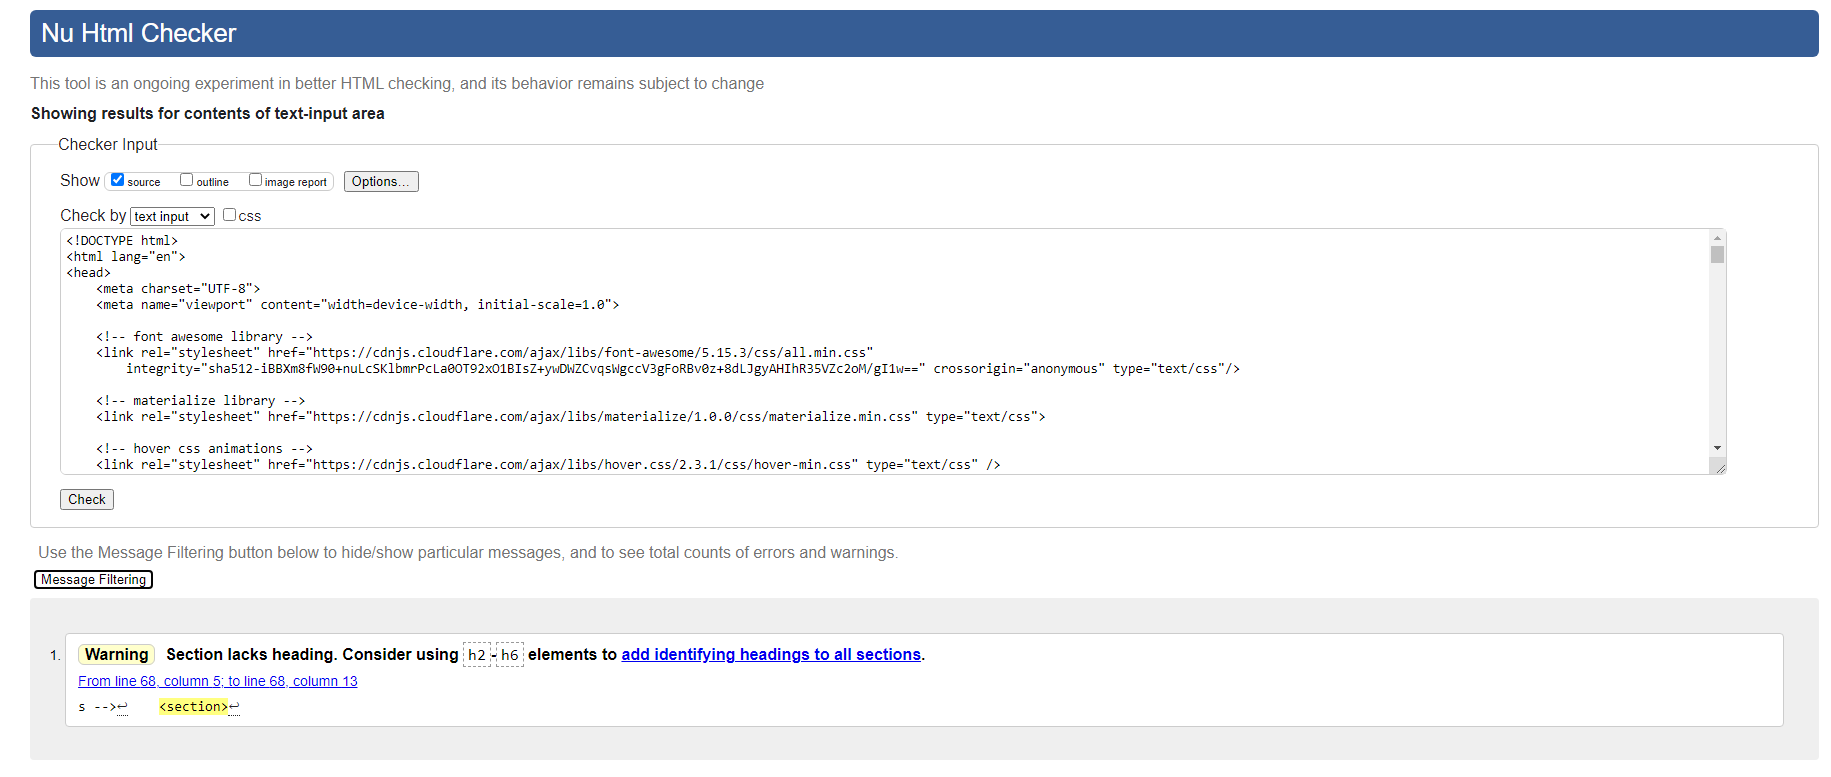 Nu Html Checker
This tool is an ongoing experiment in better HTML checking, and its behavior remains subject to change
Showing results for contents of text-input area
Checker Input
Show source outline image report Options...
Check by text input css
<!DOCTYPE html>
<html lang="en">
<head>
    <meta charset="UTF-8">
    <meta name="viewport" content="width=device-width, initial-scale=1.0">
    <!-- font awesome library -->
    <link rel="stylesheet" href="https://cdnjs.cloudflare.com/ajax/libs/font-awesome/5.15.3/css/all.min.css"
        integrity="sha512-iBBXm8fW90+nuLcSKlbmrPcLa0OT92xO1BIsZ+ywDWZCvqsWgccV3gFoRBv0z+8dLJgyAHIhR35VZc2oM/gI1w==" crossorigin="anonymous" type="text/css"/>
    <!-- materialize library -->
    <link rel="stylesheet" href="https://cdnjs.cloudflare.com/ajax/libs/materialize/1.0.0/css/materialize.min.css" type="text/css">
    <!-- hover css animations -->
    <link rel="stylesheet" href="https://cdnjs.cloudflare.com/ajax/libs/hover.css/2.3.1/css/hover-min.css" type="text/css" />
Check
Use the Message Filtering button below to hide/show particular messages, and to see total counts of errors and warnings.
Message Filtering
1. Warning Section lacks heading. Consider using h2-h6 elements to add identifying headings to all sections.
From line 68, column 5; to line 68, column 13
s -->↩    <section>↩